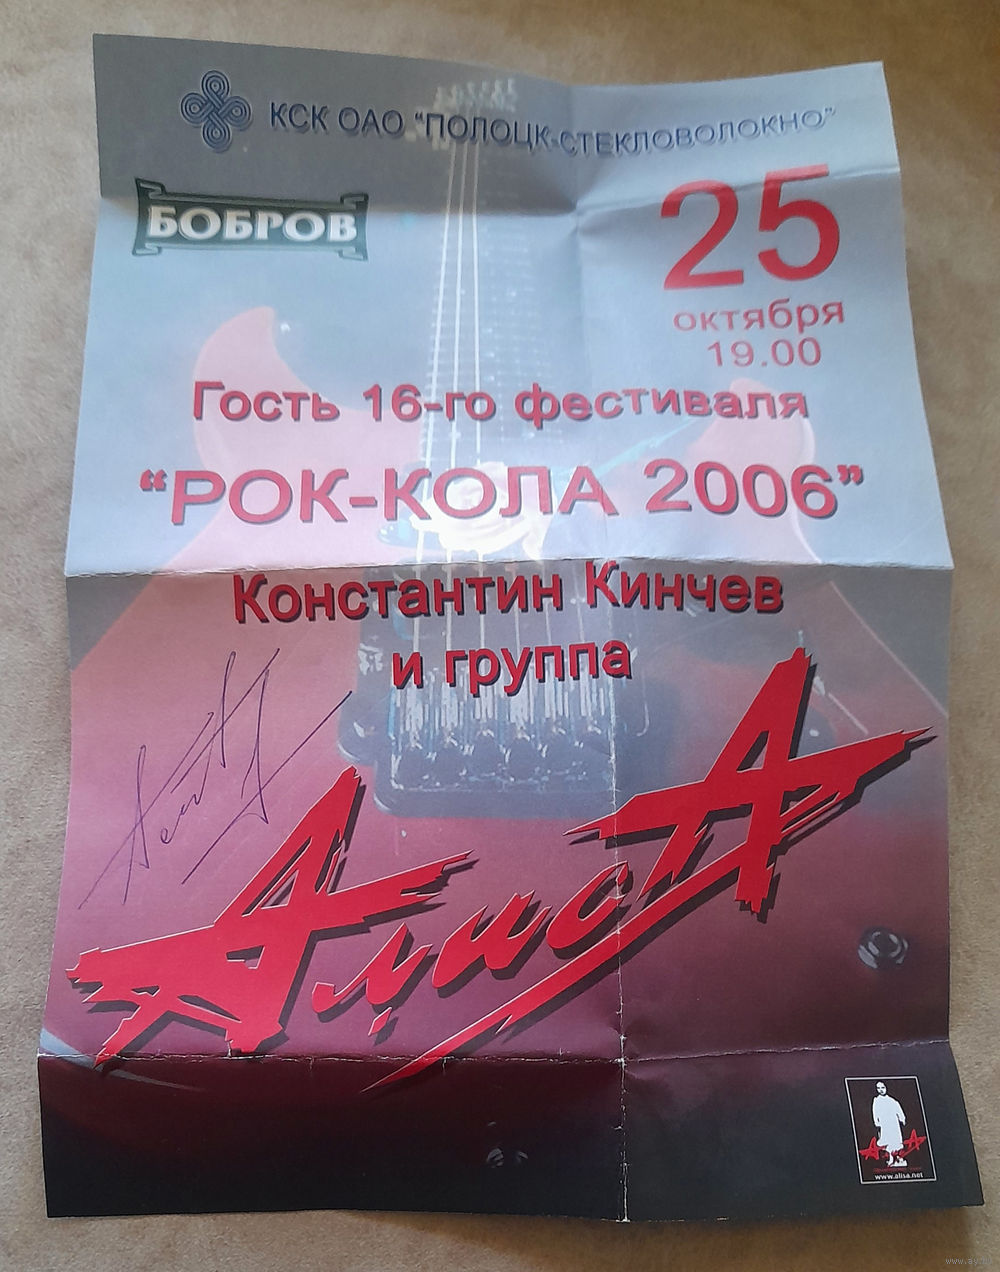 КСК ОАО "ПОЛОЦК-СТЕКЛОВОЛОКНО"
БОБРОВ
25
октября
19.00
Гость 16-го фестиваля
"РОК-КОЛА 2006"
Константин Кинчев
и группа
АлисА
АлисА
www.alisa.net